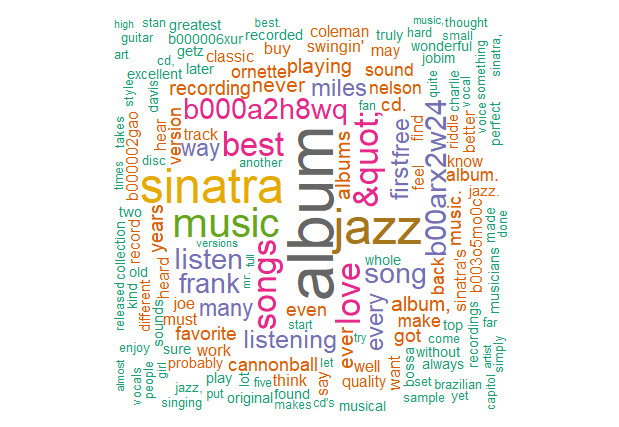 high
stan
greatest
b000006xur
recorded
best.
coleman
truly
thought
music,
guitar
getz
classic
buy
swingin'
may
hard
small
art
cd,
later
ornette
playing
sound
wonderful
jobim
excellent
recording
never
miles
nelson
quite
charlie
something
sinatra,
style
davis
b000a2h8wq
fan
cd.
vocal
voice
perfect
takes
b000002gao
hear
version
track
way
best
&quot;
firstfree
find
feel
b00arx2w24
better
riddle
times
disc
another
albums
know
album.
jazz.
sinatra
album
jazz
music
two
record
years
versions
songs
love
song
whole
back
music.
sinatra's
b003o5mo0c
musicians
made
done
released
collection
kind
old
different
heard
sounds
listen
frank
mr.
full
many
joe
must
even
ever
every
album,
make
got
top
far
recordings
favorite
start
listening
enjoy
sure
work
let
try
bossa
come
without
always
artist
simply
almost
vocals
people
girl
probably
cannonball
think
say
well
quality
want
bset
brazilian
capitol
jazz,
play
put
lot
five
found
sample
yet
singing
original
makes
cd's
musical